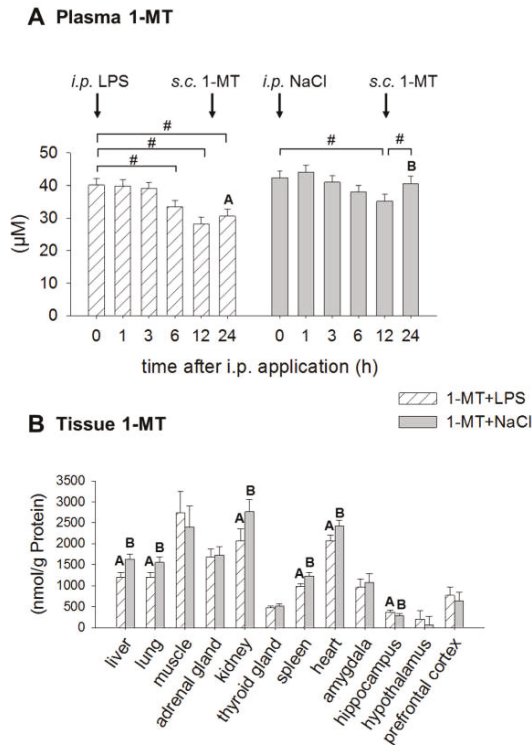 A Plasma 1-MT
i.p. LPS s.c. 1-MT i.p. NaCl s.c. 1-MT
# # # # #
50
40
30
20
10
0
(µM)
A B
0 1 3 6 12 24 0 1 3 6 12 24
time after i.p. application (h)
1-MT+LPS
1-MT+NaCl
B Tissue 1-MT
3500
3000
2500
2000
1500
1000
500
0
(nmol/g Protein)
A B A B A B A B A B A B
liver
lung
muscle
adrenal gland
kidney
thyroid gland
spleen
heart
amygdala
hippocampus
hypothalamus
prefrontal cortex